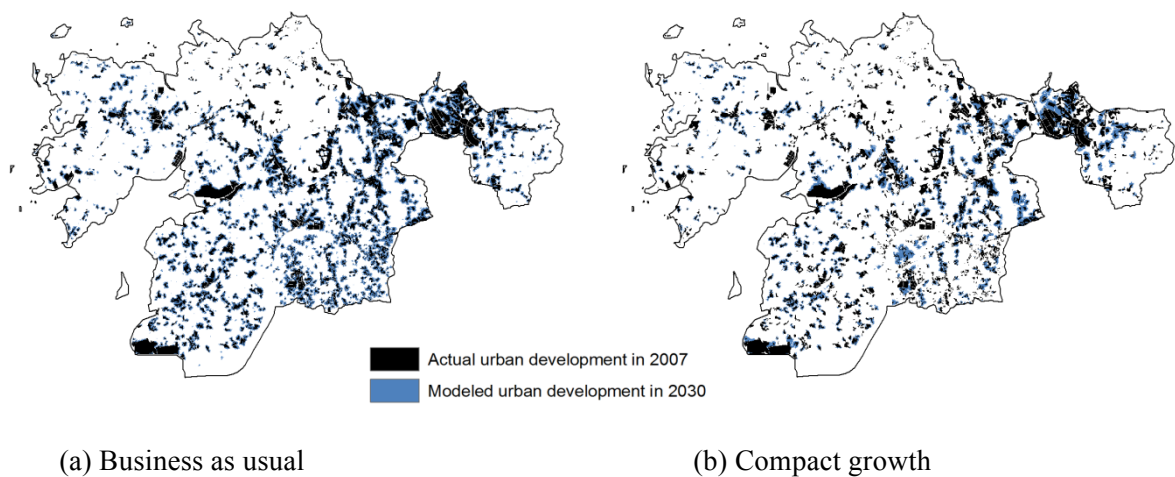 Actual urban development in 2007
Modeled urban development in 2030
(a) Business as usual
(b) Compact growth